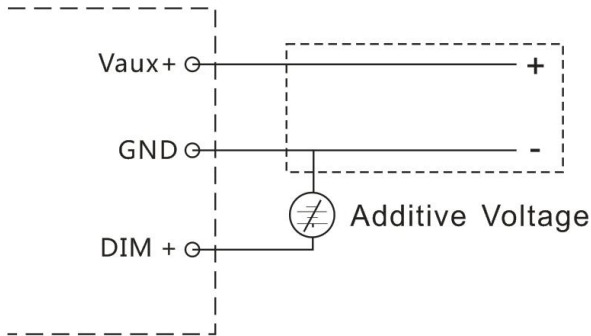 Vaux+
+
GND
-
Additive Voltage
DIM +